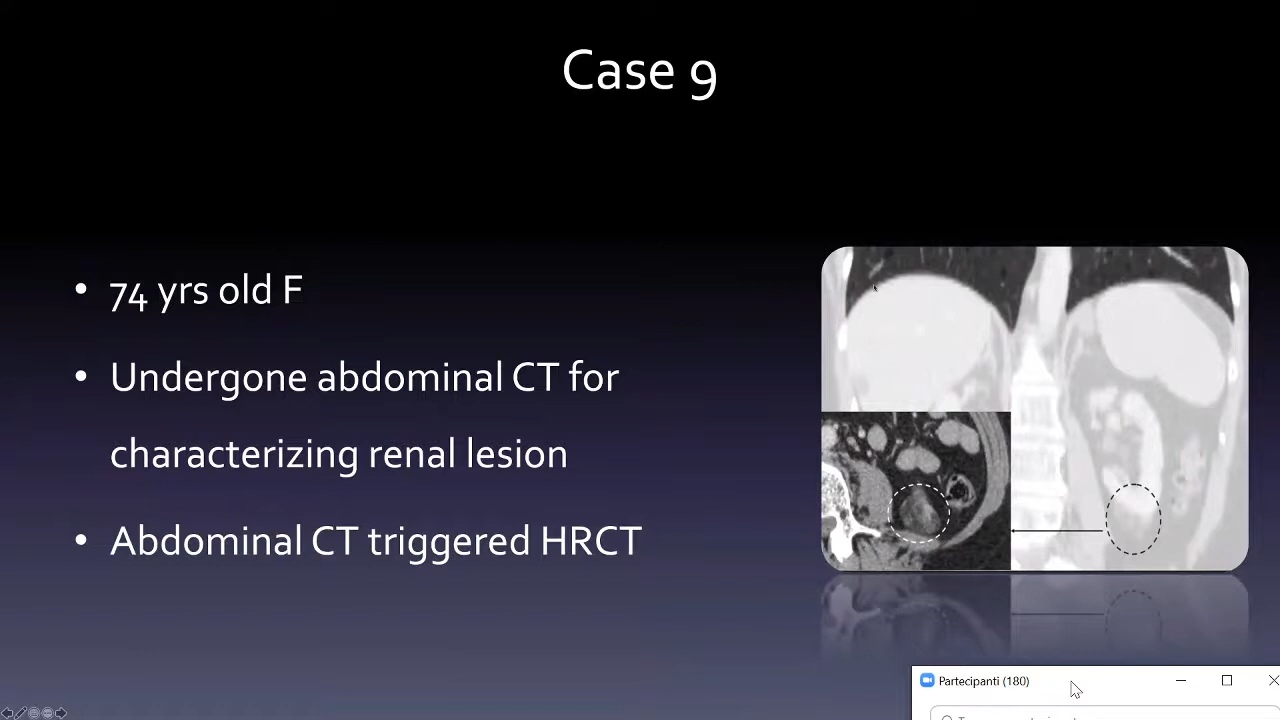 Case 9
• 74 yrs old F
• Undergone abdominal CT for
characterizing renal lesion
• Abdominal CT triggered HRCT
Partecipanti (180)